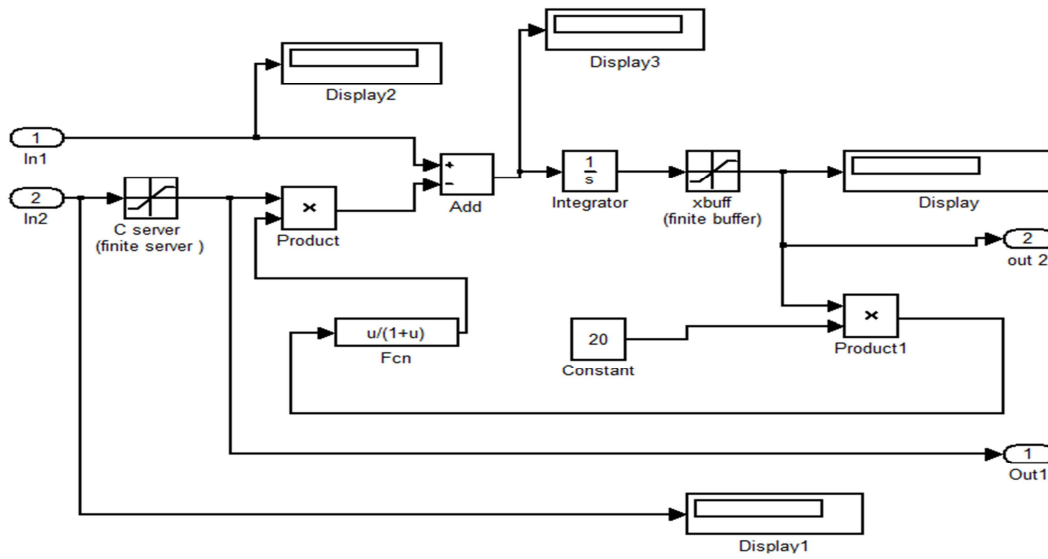 Display3
Display2
1
In1
+
−
Add
1
s
Integrator
xbuff
(finite buffer)
Display
2
In2
C server
(finite server )
×
Product
2
out 2
u/(1+u)
Fcn
20
Constant
×
Product1
1
Out1
Display1